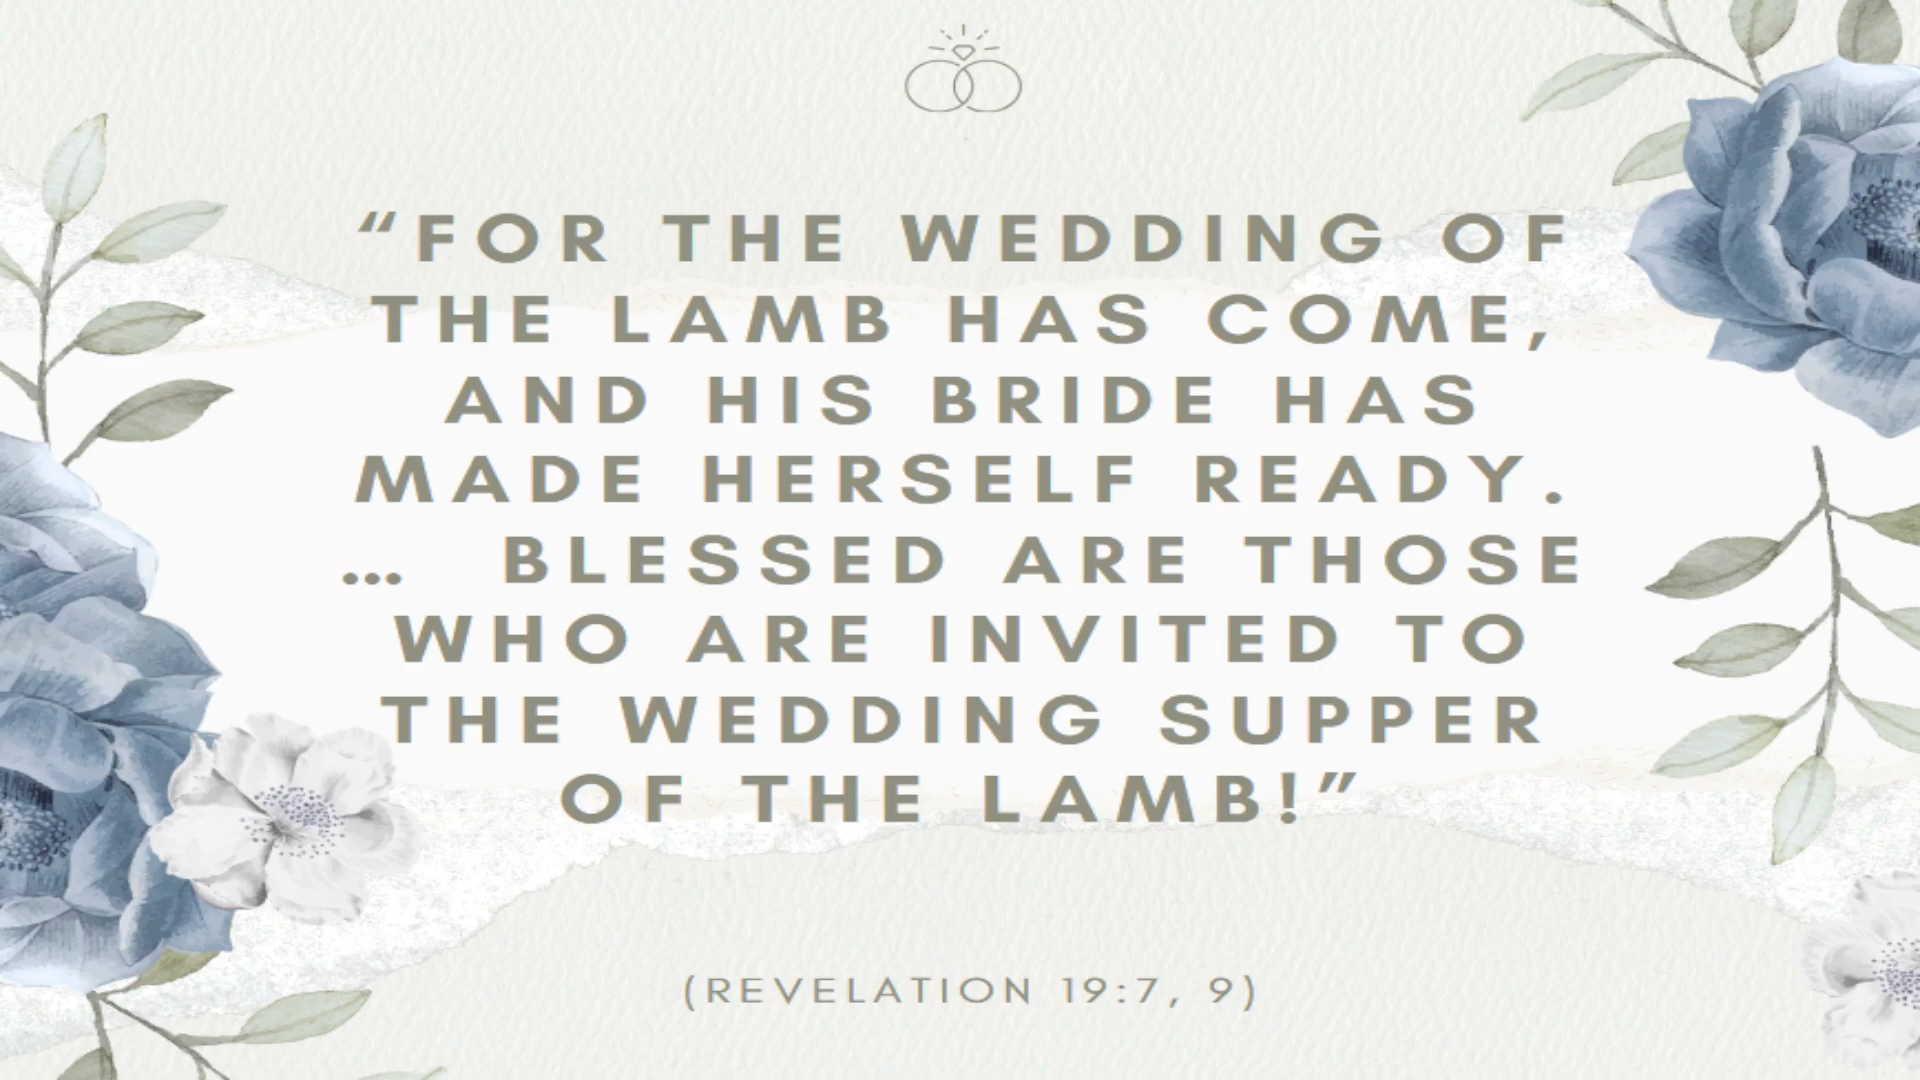 “FOR THE WEDDING OF
THE LAMB HAS COME,
AND HIS BRIDE HAS
MADE HERSELF READY.
... BLESSED ARE THOSE
WHO ARE INVITED TO
THE WEDDING SUPPER
OF THE LAMB!”
(REVELATION 19:7, 9)